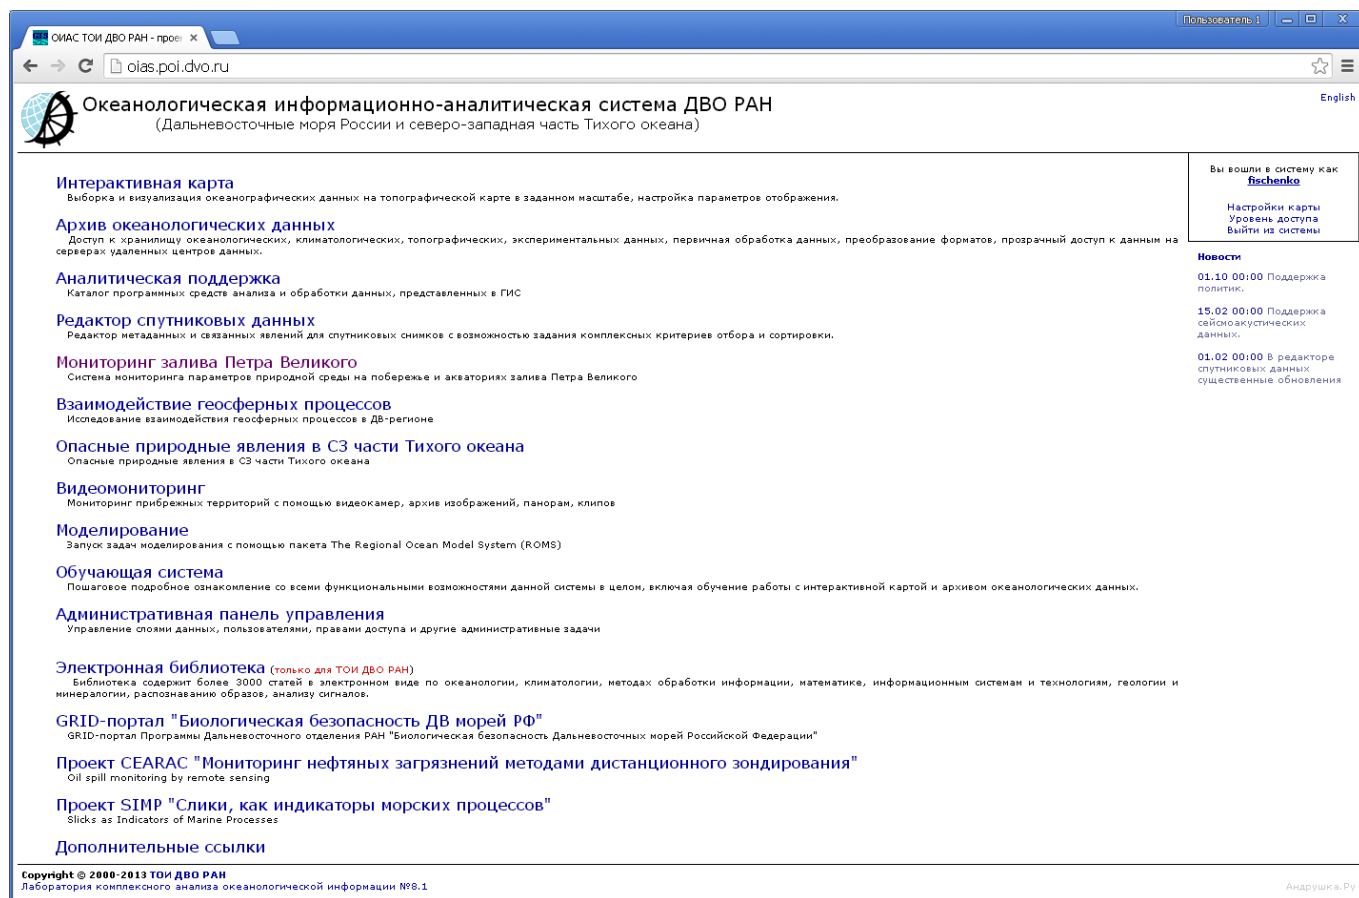 Пользователь 1
ОИАС ТОИ ДВО РАН - прое
oias.poi.dvo.ru
Океанологическая информационно-аналитическая система ДВО РАН
(Дальневосточные моря России и северо-западная часть Тихого океана)
English
Интерактивная карта
Выборка и визуализация океанографических данных на топографической карте в заданном масштабе, настройка параметров отображения.
Архив океанологических данных
Доступ к хранилищу океанологических, климатологических, топографических, экспериментальных данных, первичная обработка данных, преобразование форматов, прозрачный доступ к данным на
серверах удаленных центров данных.
Аналитическая поддержка
Каталог программных средств анализа и обработки данных, представленных в ГИС
Редактор спутниковых данных
Редактор метаданных и связанных явлений для спутниковых снимков с возможностью задания комплексных критериев отбора и сортировки.
Мониторинг залива Петра Великого
Система мониторинга параметров природной среды на побережье и акваториях залива Петра Великого
Взаимодействие геосферных процессов
Исследование взаимодействия геосферных процессов в ДВ-регионе
Опасные природные явления в СЗ части Тихого океана
Опасные природные явления в СЗ части Тихого океана
Видеомониторинг
Мониторинг прибрежных территорий с помощью видеокамер, архив изображений, панорам, клипов
Моделирование
Запуск задач моделирования с помощью пакета The Regional Ocean Model System (ROMS)
Обучающая система
Пошаговое подробное ознакомление со всеми функциональными возможностями данной системы в целом, включая обучение работы с интерактивной картой и архивом океанологических данных.
Административная панель управления
Управление слоями данных, пользователями, правами доступа и другие административные задачи
Электронная библиотека (только для ТОИ ДВО РАН)
Библиотека содержит более 3000 статей в электронном виде по океанологии, климатологии, методах обработки информации, математике, информационным системам и технологиям, геологии и
минералогии, распознаванию образов, анализу сигналов.
GRID-портал "Биологическая безопасность ДВ морей РФ"
GRID-портал Программы Дальневосточного отделения РАН "Биологическая безопасность Дальневосточных морей Российской Федерации"
Проект CEARAC "Мониторинг нефтяных загрязнений методами дистанционного зондирования"
Oil spill monitoring by remote sensing
Проект SIMP "Слики, как индикаторы морских процессов"
Slicks as Indicators of Marine Processes
Дополнительные ссылки
Вы вошли в систему как
fischenko
Настройки карты
Уровень доступа
Выйти из системы
Новости
01.10 00:00 Поддержка
политик.
15.02 00:00 Поддержка
сейсмоакустических
данных.
01.02 00:00 В редакторе
спутниковых данных
существенные обновления
Copyright © 2000-2013 ТОИ ДВО РАН
Лаборатория комплексного анализа океанологической информации №8.1
Андрушка.Ру